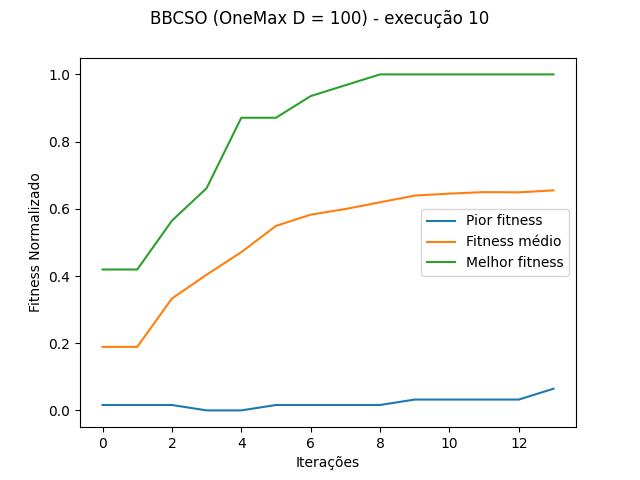 BBCSO (OneMax D = 100) - execução 10
1.0
0.8
0.6
0.4
0.2
0.0
Fitness Normalizado
Pior fitness
Fitness médio
Melhor fitness
0 2 4 6 8 10 12
Iterações